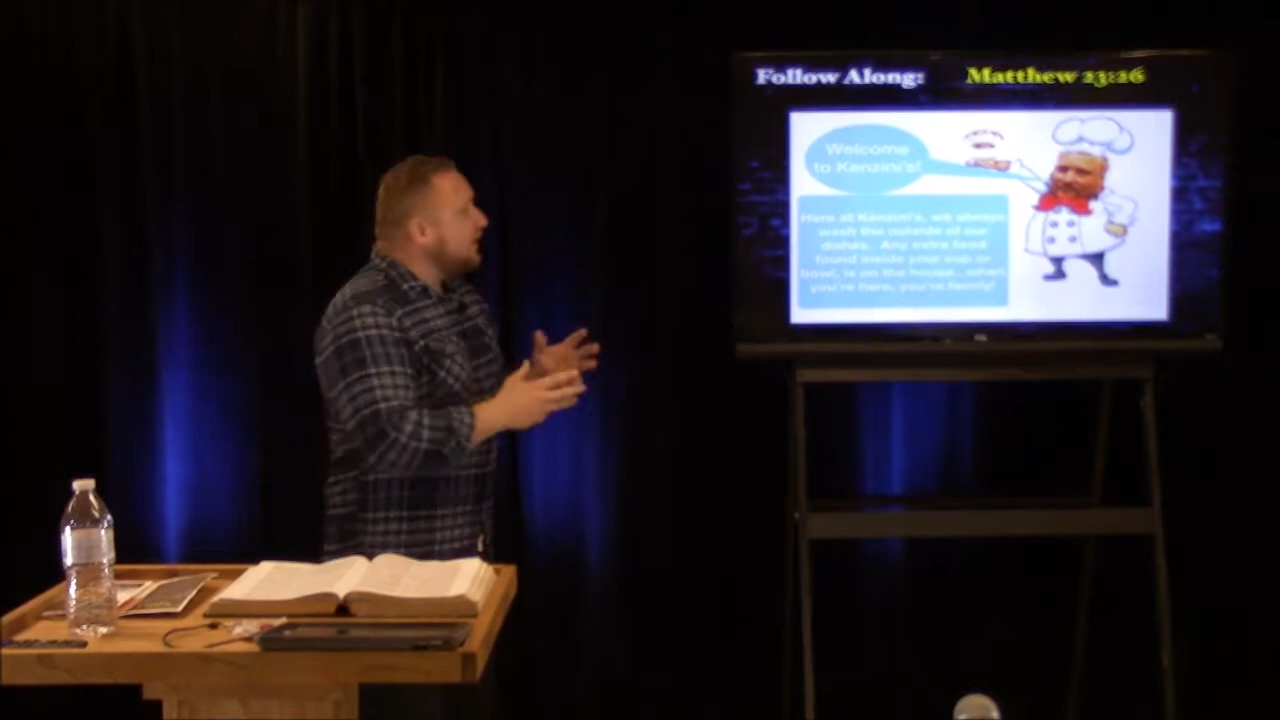 Follow Along: Matthew 23:26
Welcome
to Kenzini's!
Here at Kenzini's, we always
wash the outside of our
dishes. Any extra food
found inside your cup or
bowl, is on the house...when
you're here, you're family!